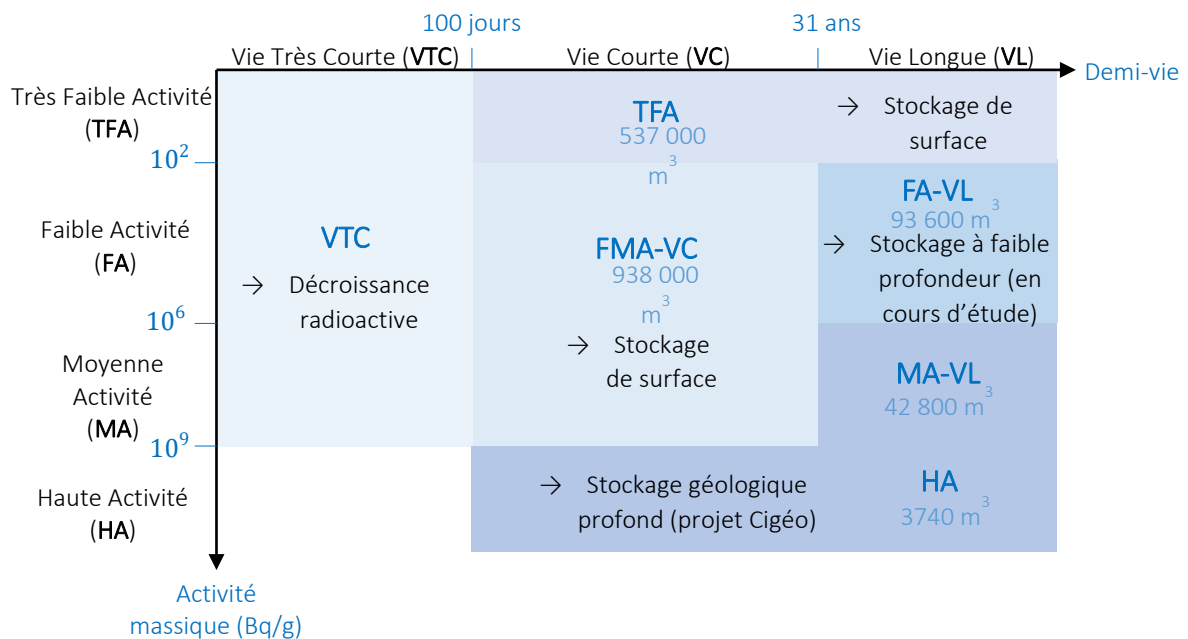 100 jours
31 ans
Vie Très Courte (VTC)
Vie Courte (VC)
Vie Longue (VL)
Demi-vie
Très Faible Activité
(TFA)
10²
Faible Activité
(FA)
10⁶
Moyenne
Activité
(MA)
10⁹
Haute Activité
(HA)
Activité
massique (Bq/g)
VTC
→ Décroissance
radioactive
TFA
537 000
m³
→ Stockage de
surface
FMA-VC
938 000
m³
→ Stockage
de surface
FA-VL
93 600 m³
→ Stockage à faible
profondeur (en
cours d’étude)
MA-VL
42 800 m³
→ Stockage géologique
profond (projet Cigéo)
HA
3740 m³